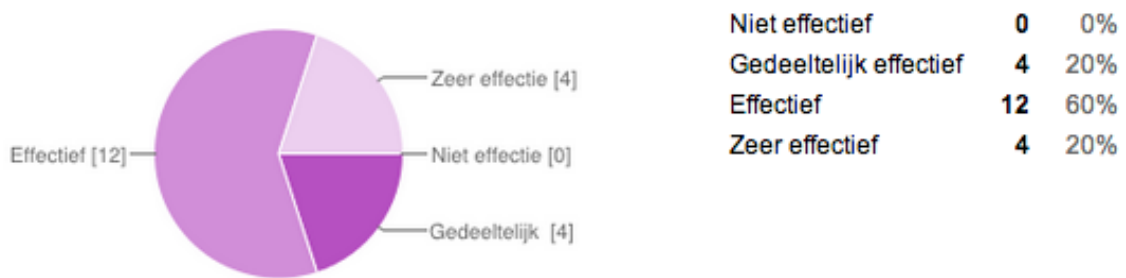 Zeer effectie [4]
Effectief [12]
Niet effectie [0]
Gedeeltelijk [4]
Niet effectief 0 0%
Gedeeltelijk effectief 4 20%
Effectief 12 60%
Zeer effectief 4 20%